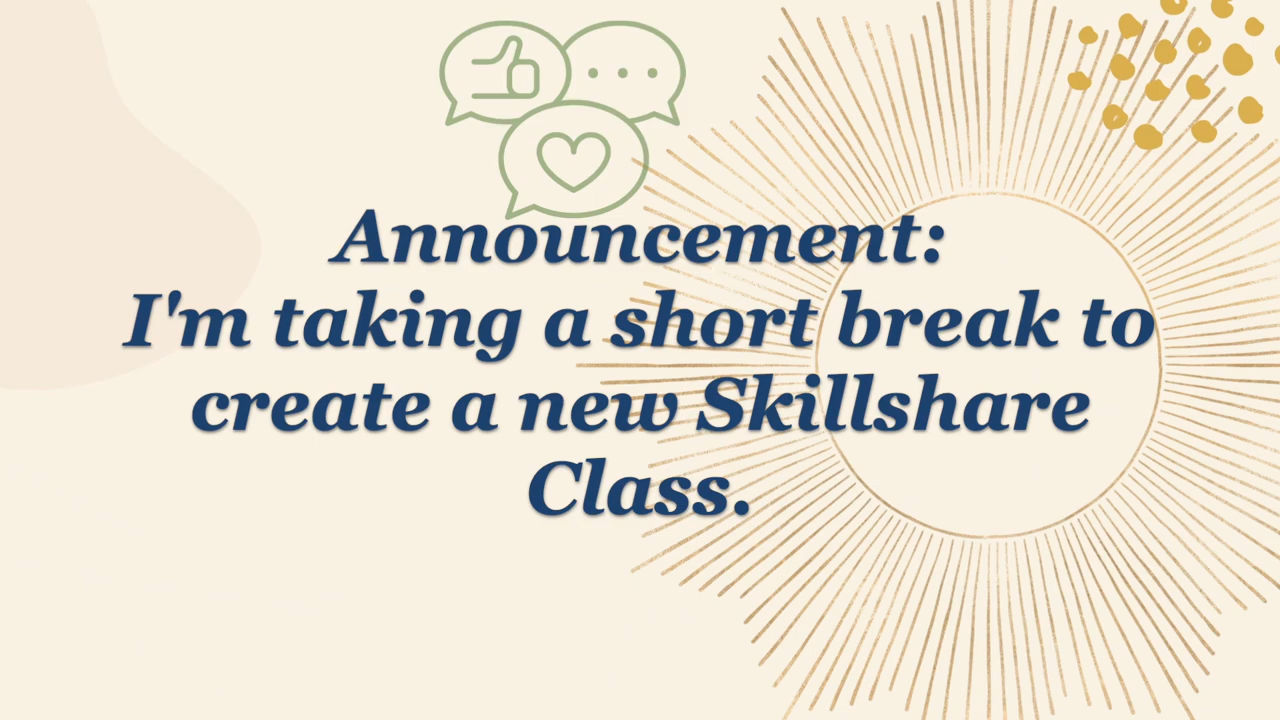 Announcement:
I'm taking a short break to
create a new Skillshare
Class.